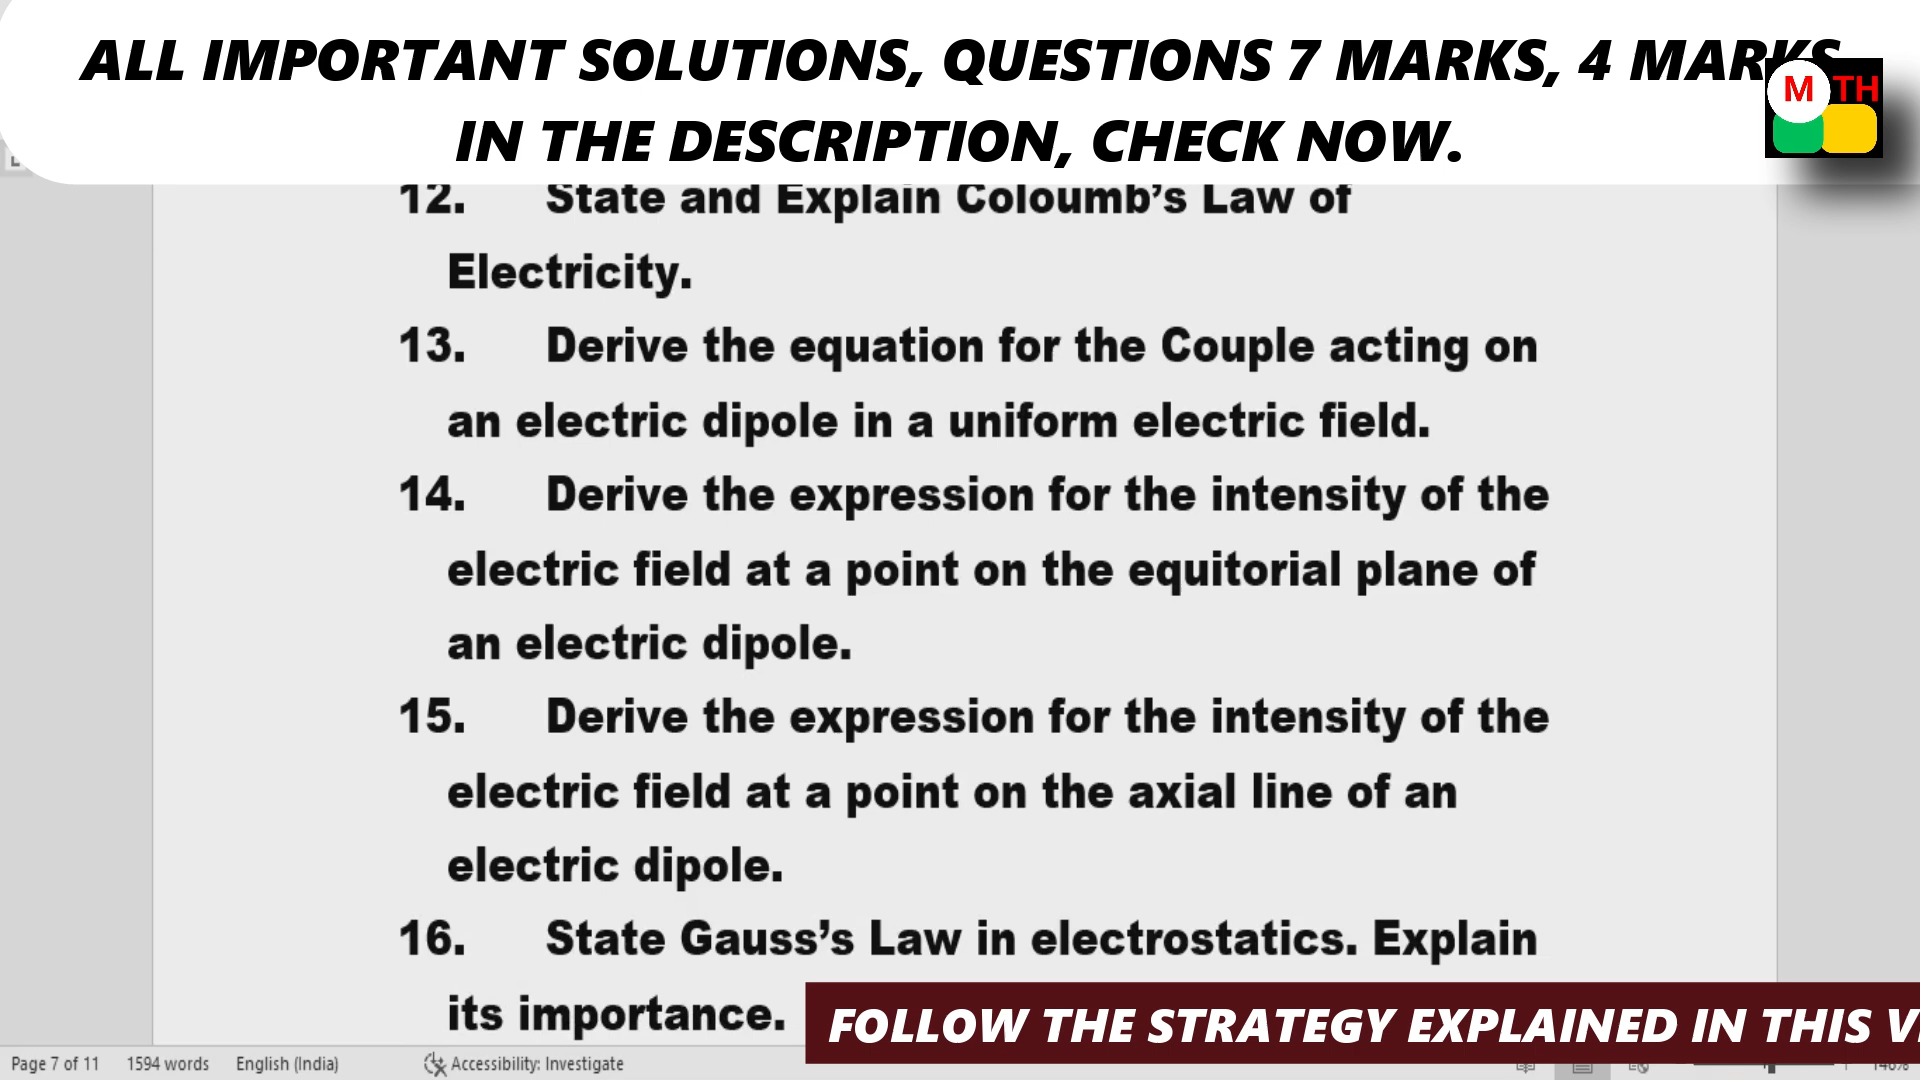 ALL IMPORTANT SOLUTIONS, QUESTIONS 7 MARKS, 4 MARKS
IN THE DESCRIPTION, CHECK NOW.
M TH
12. State and Explain Coloumb’s Law of
Electricity.
13. Derive the equation for the Couple acting on
an electric dipole in a uniform electric field.
14. Derive the expression for the intensity of the
electric field at a point on the equitorial plane of
an electric dipole.
15. Derive the expression for the intensity of the
electric field at a point on the axial line of an
electric dipole.
16. State Gauss’s Law in electrostatics. Explain
its importance.
FOLLOW THE STRATEGY EXPLAINED IN THIS
Page 7 of 11 1594 words English (India) Accessibility: Investigate